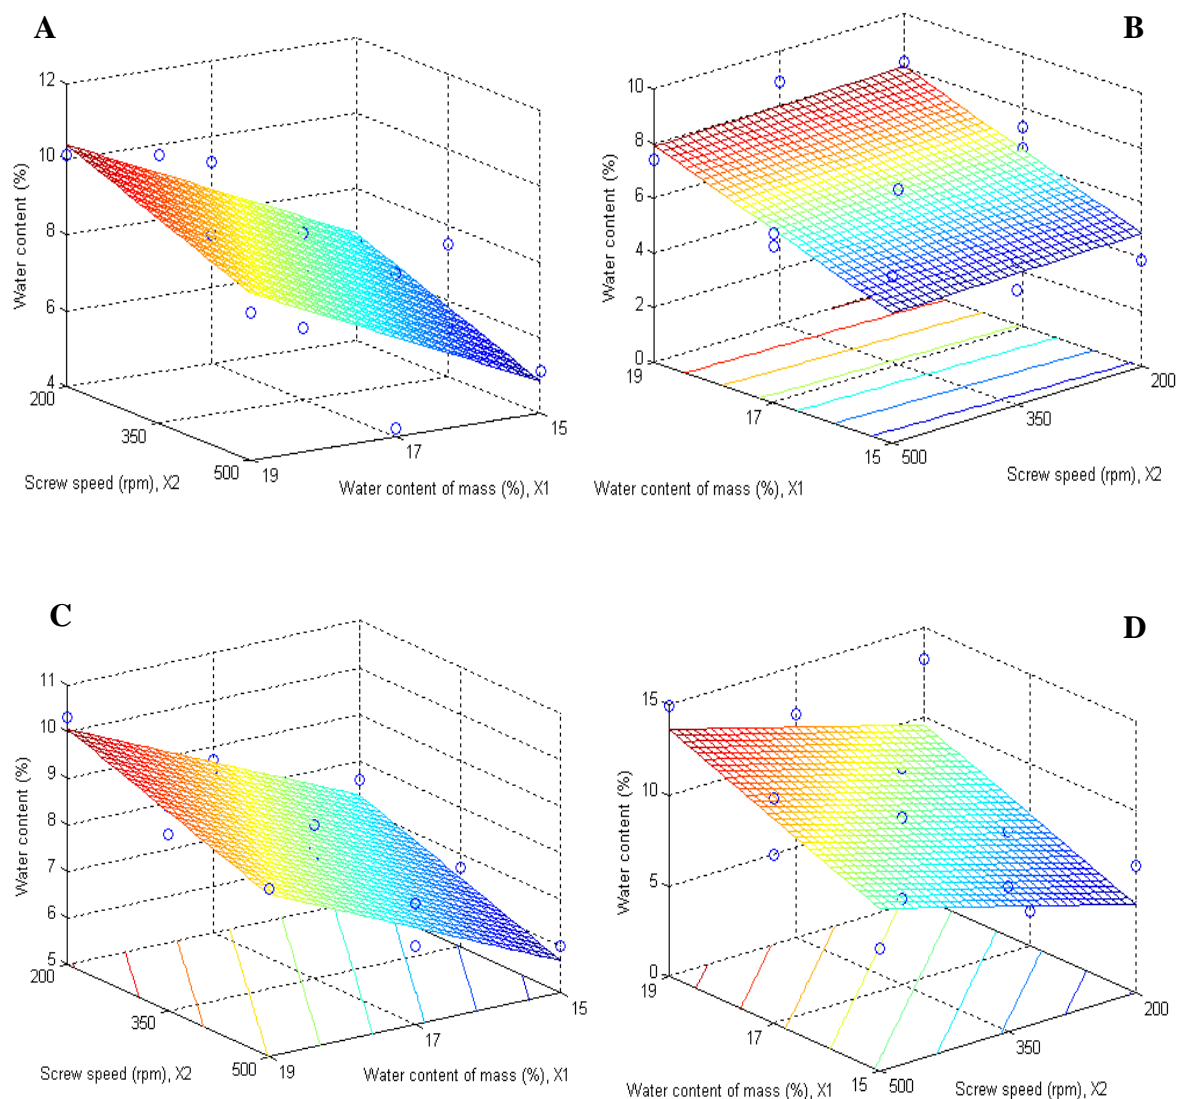 A
B
12
10
8
6
4
Water content (%)
200
350
500
19
17
15
Screw speed (rpm), X2
Water content of mass (%), X1
10
8
6
4
2
0
Water content (%)
19
17
15
500
350
200
Water content of mass (%), X1
Screw speed (rpm), X2
C
D
11
10
9
8
7
6
5
Water content (%)
200
350
500
19
17
15
Screw speed (rpm), X2
Water content of mass (%), X1
15
10
5
0
Water content (%)
19
17
15
500
350
200
Water content of mass (%), X1
Screw speed (rpm), X2